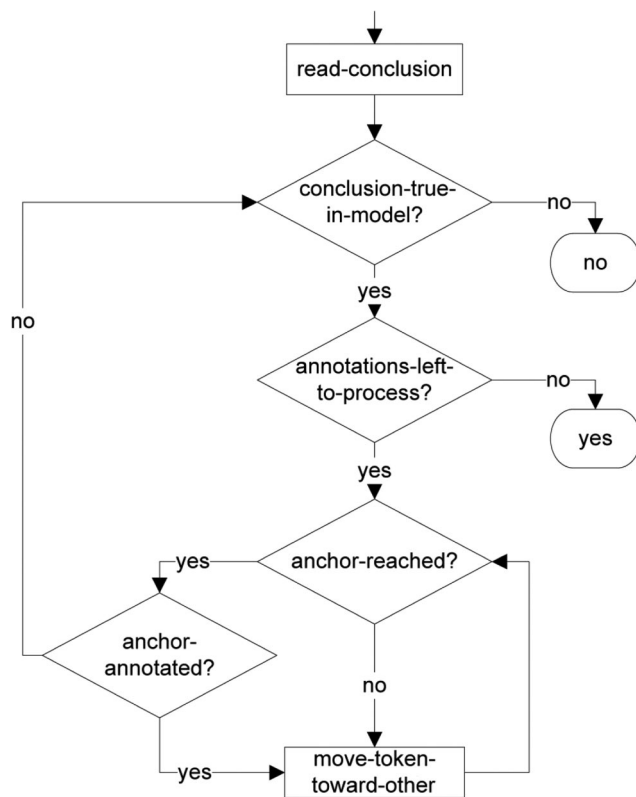 read-conclusion
conclusion-true-
in-model?
no
no
yes
no
annotations-left-
to-process?
no
yes
yes
anchor-reached?
yes
anchor-
annotated?
no
yes
move-token-
toward-other